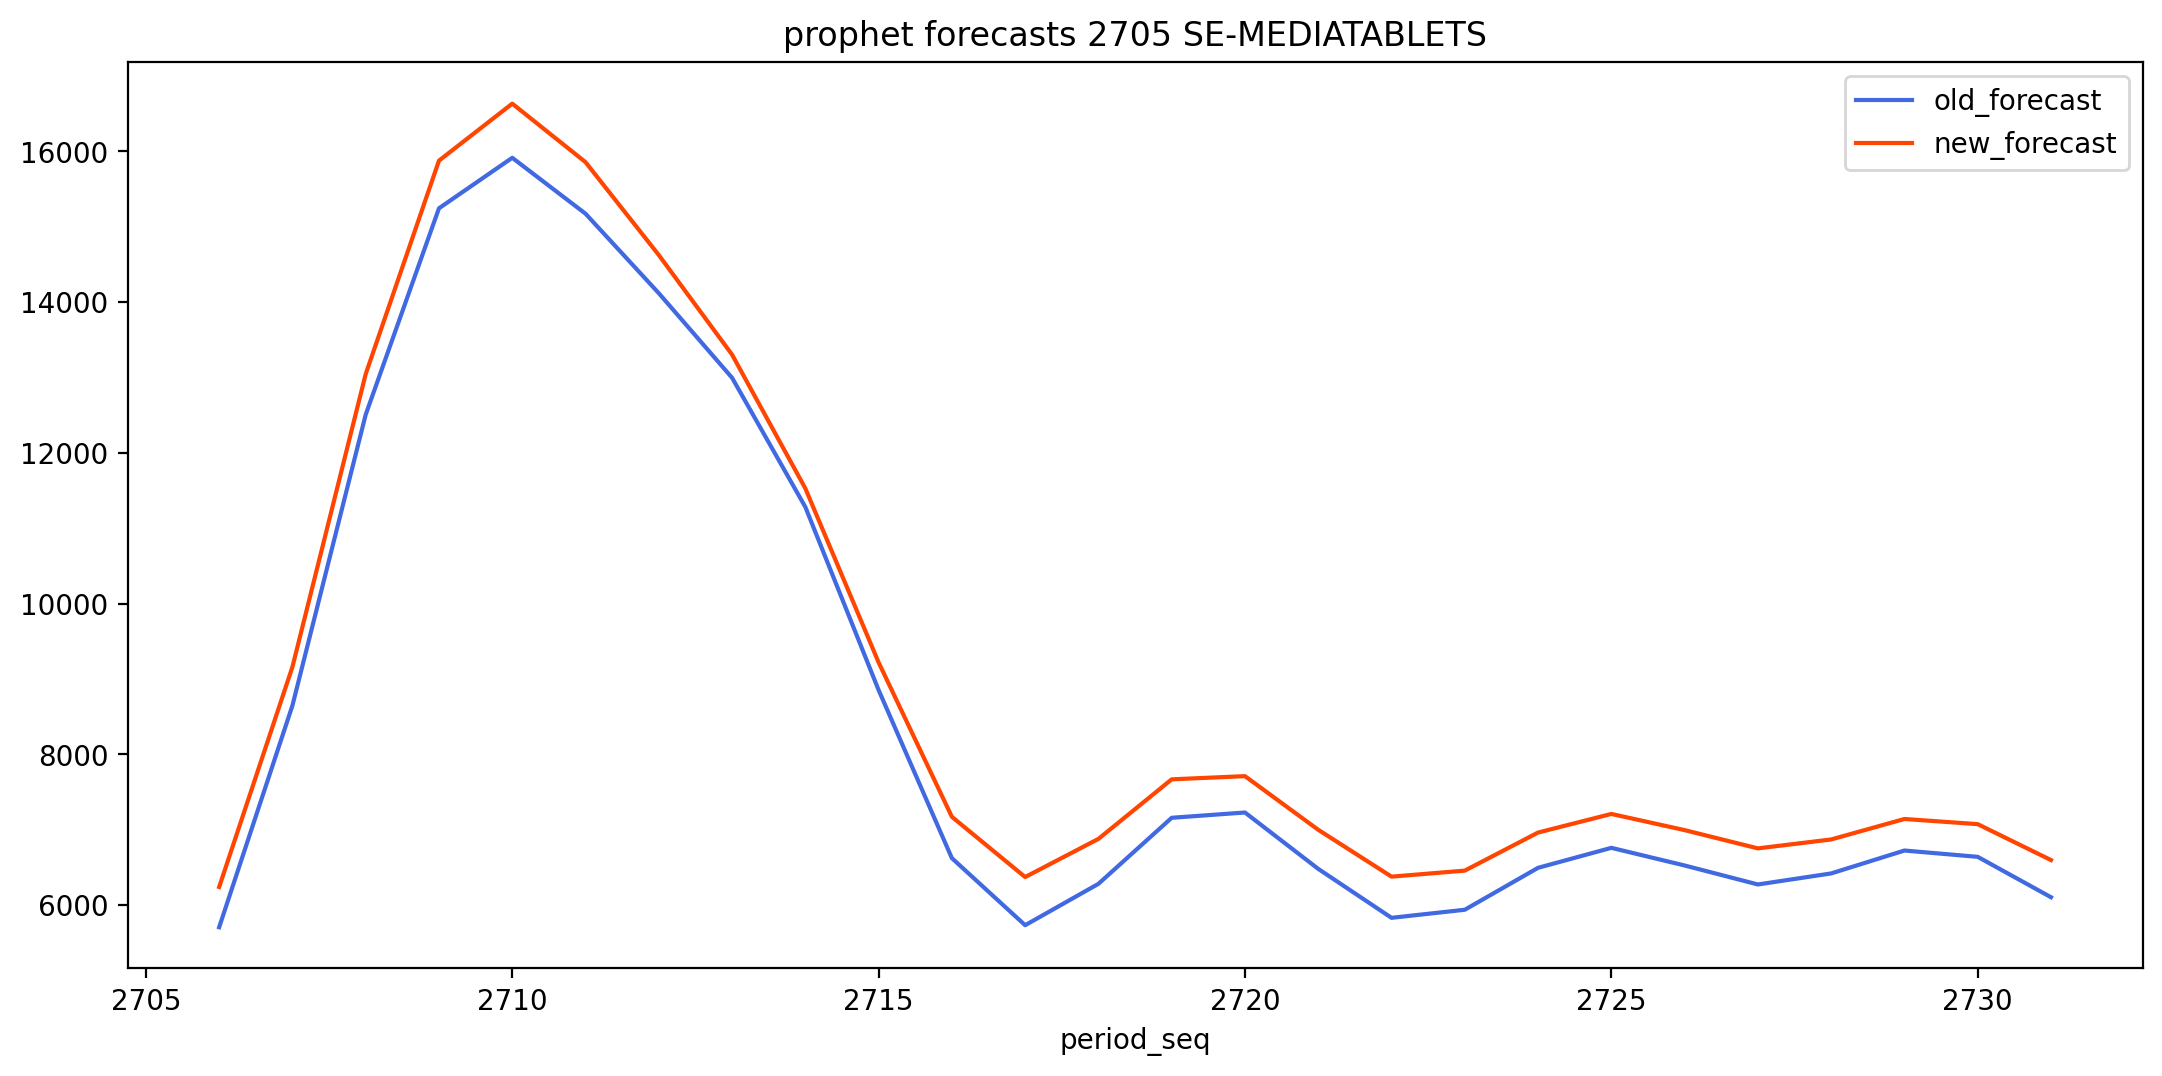 prophet forecasts 2705 SE-MEDIATABLETS
old_forecast
new_forecast
16000
14000
12000
10000
8000
6000
2705 2710 2715 2720 2725 2730
period_seq